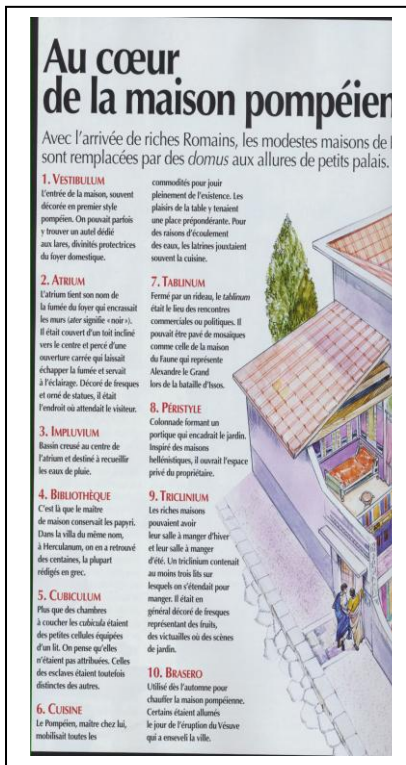 Au cœur
de la maison pompéien
Avec l'arrivée de riches Romains, les modestes maisons de
sont remplacées par des domus aux allures de petits palais.
1. VESTIBULUM
L'entrée de la maison, souvent
décorée en premier style
pompéien. On pouvait parfois
y trouver un autel dédié
aux lares, divinités protectrices
du foyer domestique.
2. ATRIUM
L'atrium tient son nom de
la fumée du foyer qui encrassait
les murs (ater signifie « noir »).
Il était couvert d'un toit incliné
vers le centre et percé d'une
ouverture carrée qui laissait
échapper la fumée et servait
à l'éclairage. Décoré de fresques
et orné de statues, il était
l'endroit où attendait le visiteur.
3. IMPLUVIUM
Bassin creusé au centre de
l'atrium et destiné à recueillir
les eaux de pluie.
4. BIBLIOTHÈQUE
C'est là que le maître
de maison conservait les papyri.
Dans la villa du même nom,
à Herculanum, on en a retrouvé
des centaines, la plupart
rédigés en grec.
5. CUBICULUM
Plus que des chambres
à coucher les cubicula étaient
des petites cellules équipées
d'un lit. On pense qu'elles
n'étaient pas attribuées. Celles
des esclaves étaient toutefois
distinctes des autres.
6. CUISINE
Le Pompéien, maître chez lui,
mobilisait toutes les
commodités pour jouir
pleinement de l'existence. Les
plaisirs de la table y tenaient
une place prépondérante. Pour
des raisons d'écoulement
des eaux, les latrines jouxtaient
souvent la cuisine.
7. TABLINUM
Fermé par un rideau, le tablinum
était le lieu des rencontres
commerciales ou politiques. Il
pouvait être pavé de mosaïques
comme celle de la maison
du Faune qui représente
Alexandre le Grand
lors de la bataille d'Issos.
8. PÉRISTYLE
Colonnade formant un
portique qui encadrait le jardin.
Inspiré des maisons
hellénistiques, il ouvrait l'espace
privé du propriétaire.
9. TRICLINIUM
Les riches maisons
pouvaient avoir
leur salle à manger d'hiver
et leur salle à manger
d'été. Un triclinium contenait
au moins trois lits sur
lesquels on s'étendait pour
manger. Il était en
général décoré de fresques
représentant des fruits,
des victuailles où des scènes
de jardin.
10. BRASERO
Utilisé dès l'automne pour
chauffer la maison pompéienne.
Certains étaient allumés
le jour de l'éruption du Vésuve
qui a enseveli la ville.